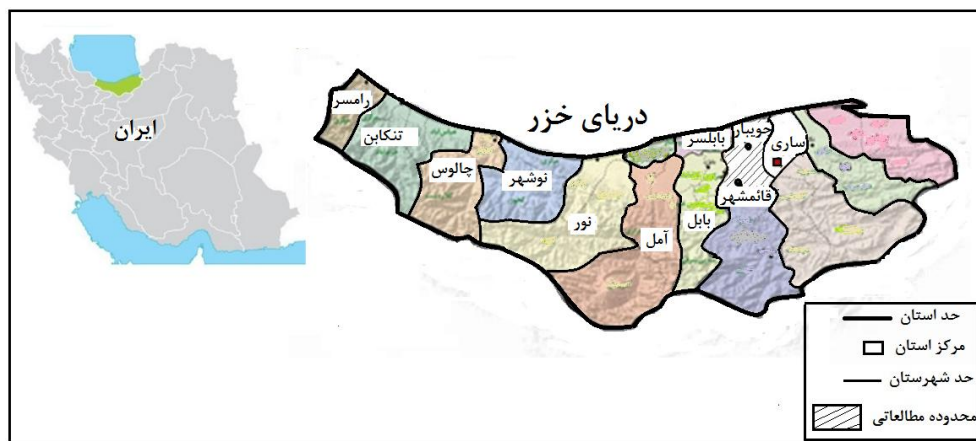 ایران
دریای خزر
رامسر
تنکابن
چالوس
نوشهر
نور
آمل
بابلسر
بابل
جویبار
قائمشهر
ساری
حد استان
مرکز استان
حد شهرستان
محدوده مطالعاتی